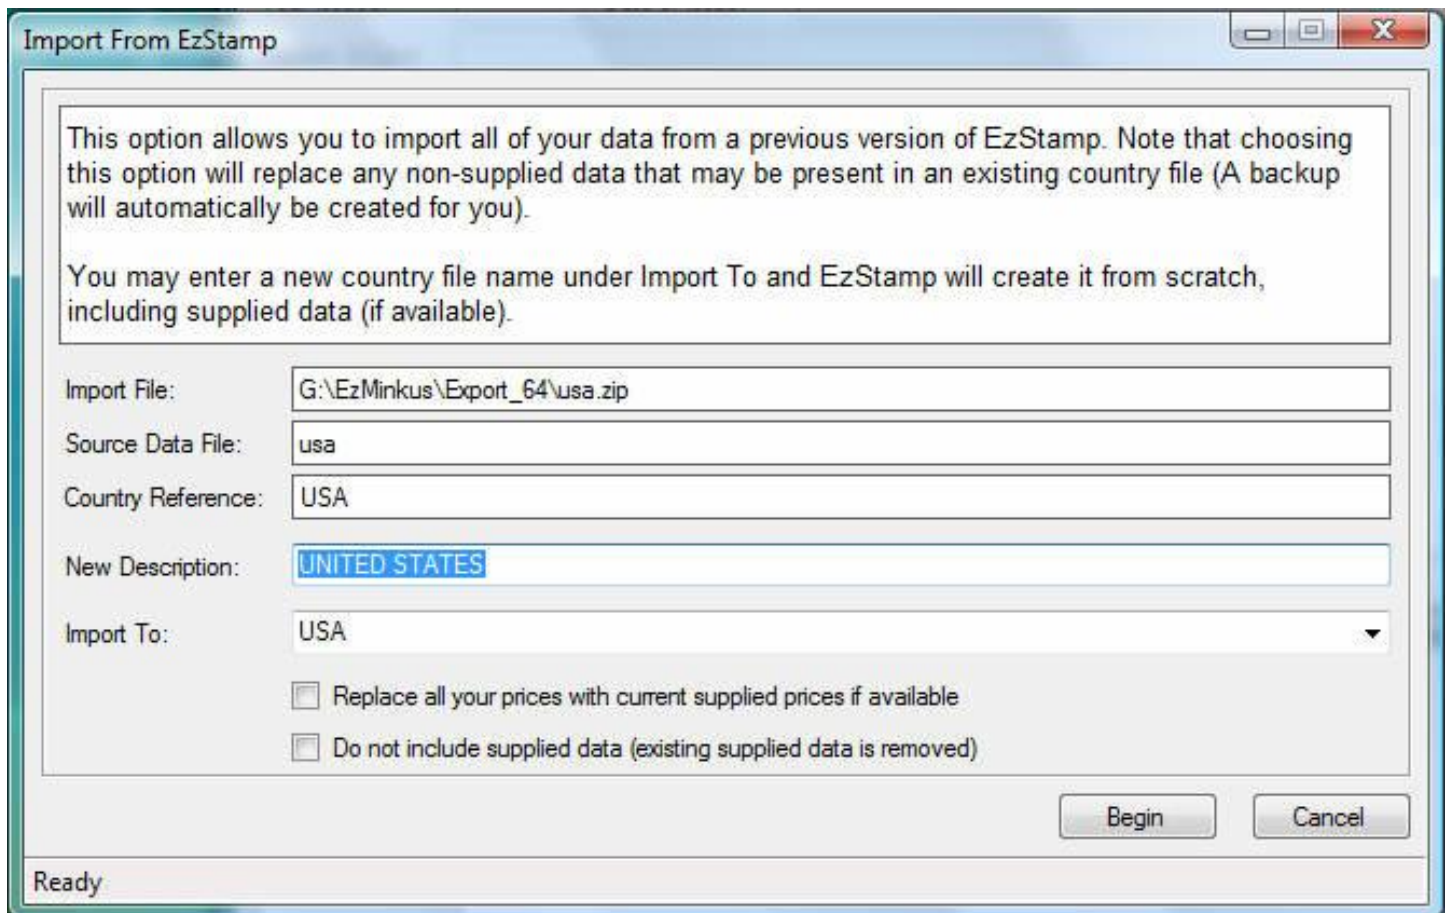 Import From EzStamp
This option allows you to import all of your data from a previous version of EzStamp. Note that choosing
this option will replace any non-supplied data that may be present in an existing country file (A backup
will automatically be created for you).
You may enter a new country file name under Import To and EzStamp will create it from scratch,
including supplied data (if available).
Import File: G:\EzMinkus\Export_64\usa.zip
Source Data File: usa
Country Reference: USA
New Description: UNITED STATES
Import To: USA
Replace all your prices with current supplied prices if available
Do not include supplied data (existing supplied data is removed)
Begin Cancel
Ready